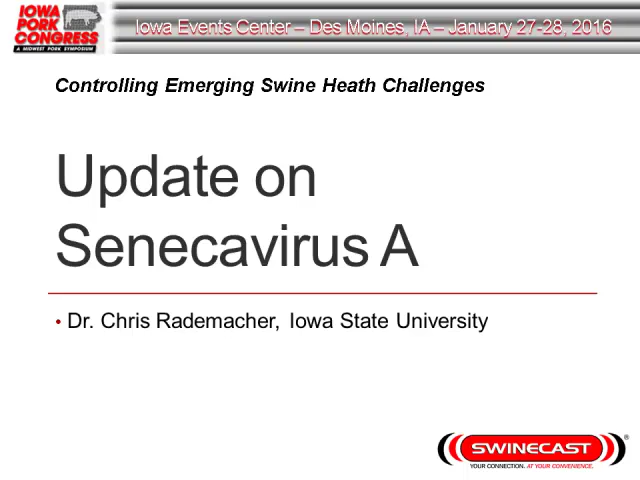 IOWA
PORK
CONGRESS
A MIDWEST PORK SYMPOSIUM
Iowa Events Center – Des Moines, IA – January 27-28, 2016
Controlling Emerging Swine Heath Challenges
Update on
Senecavirus A
• Dr. Chris Rademacher, Iowa State University
SWINECAST®
YOUR CONNECTION. AT YOUR CONVENIENCE.